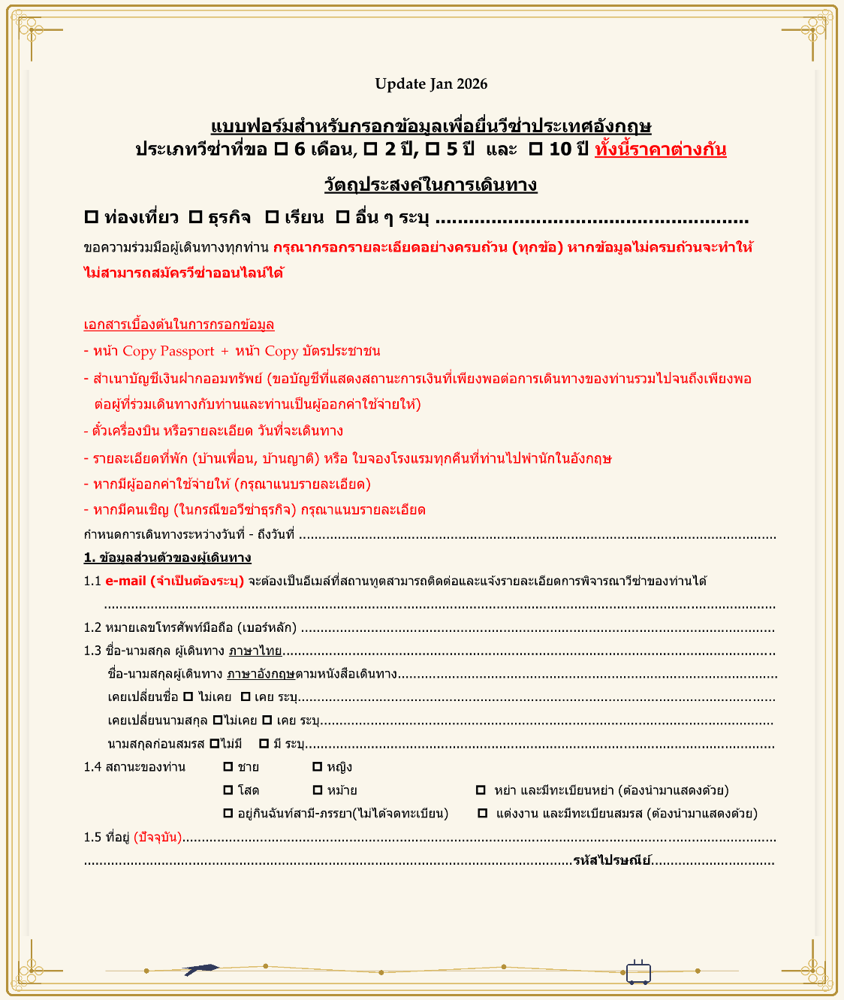 Update Jan 2026
แบบฟอร์มสำหรับกรอกข้อมูลเพื่อยื่นวีซ่าประเทศอังกฤษ
ประเภทวีซ่าที่ขอ ☐ 6 เดือน, ☐ 2 ปี, ☐ 5 ปี และ ☐ 10 ปี ทั้งนี้ราคาต่างกัน
วัตถุประสงค์ในการเดินทาง
☐ ท่องเที่ยว ☐ ธุรกิจ ☐ เรียน ☐ อื่น ๆ ระบุ ........................................................
ขอความร่วมมือผู้เดินทางทุกท่าน กรุณากรอกรายละเอียดอย่างครบถ้วน (ทุกข้อ) หากข้อมูลไม่ครบถ้วนจะทำให้
ไม่สามารถสมัครวีซ่าออนไลน์ได้
เอกสารเบื้องต้นในการกรอกข้อมูล
- หน้า Copy Passport + หน้า Copy บัตรประชาชน
- สำเนาบัญชีเงินฝากออมทรัพย์ (ขอบัญชีที่แสดงสถานะการเงินที่เพียงพอต่อการเดินทางของท่านรวมไปจนถึงเพียงพอ
ต่อผู้ที่ร่วมเดินทางกับท่านและท่านเป็นผู้ออกค่าใช้จ่ายให้)
- ตั๋วเครื่องบิน หรือรายละเอียด วันที่จะเดินทาง
- รายละเอียดที่พัก (บ้านเพื่อน, บ้านญาติ) หรือ ใบจองโรงแรมทุกคืนที่ท่านไปพำนักในอังกฤษ
- หากมีผู้ออกค่าใช้จ่ายให้ (กรุณาแนบรายละเอียด)
- หากมีคนเชิญ (ในกรณีขอวีซ่าธุรกิจ) กรุณาแนบรายละเอียด
กำหนดการเดินทางระหว่างวันที่ - ถึงวันที่ ........................................................
1. ข้อมูลส่วนตัวของผู้เดินทาง
1.1 e-mail (จำเป็นต้องระบุ) จะต้องเป็นอีเมล์ที่สถานทูตสามารถติดต่อและแจ้งรายละเอียดการพิจารณาวีซ่าของท่านได้
........................................................
1.2 หมายเลขโทรศัพท์มือถือ (เบอร์หลัก) ........................................................
1.3 ชื่อ-นามสกุล ผู้เดินทาง ภาษาไทย........................................................
ชื่อ-นามสกุลผู้เดินทาง ภาษาอังกฤษตามหนังสือเดินทาง........................................................
เคยเปลี่ยนชื่อ ☐ ไม่เคย ☐ เคย ระบุ........................................................
เคยเปลี่ยนนามสกุล ☐ไม่เคย ☐ เคย ระบุ........................................................
นามสกุลก่อนสมรส ☐ไม่มี ☐ มี ระบุ........................................................
1.4 สถานะของท่าน ☐ ชาย ☐ หญิง
☐ โสด ☐ หม้าย ☐ หย่า และมีทะเบียนหย่า (ต้องนำมาแสดงด้วย)
☐ อยู่กินฉันท์สามี-ภรรยา(ไม่ได้จดทะเบียน) ☐ แต่งงาน และมีทะเบียนสมรส (ต้องนำมาแสดงด้วย)
1.5 ที่อยู่ (ปัจจุบัน)........................................................
........................................................รหัสไปรษณีย์................................